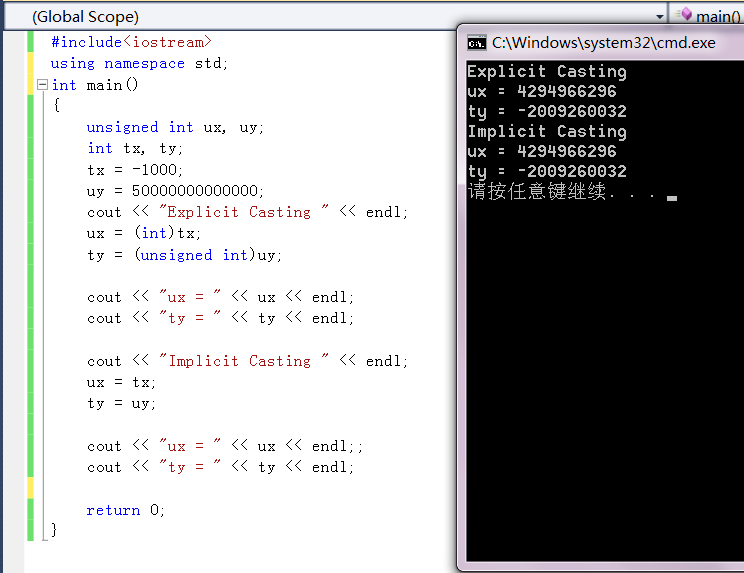 (Global Scope)
main()
#include<iostream>
using namespace std;
int main()
{
unsigned int ux, uy;
int tx, ty;
tx = -1000;
uy = 50000000000000;
cout << "Explicit Casting " << endl;
ux = (int)tx;
ty = (unsigned int)uy;
cout << "ux = " << ux << endl;
cout << "ty = " << ty << endl;
cout << "Implicit Casting " << endl;
ux = tx;
ty = uy;
cout << "ux = " << ux << endl;;
cout << "ty = " << ty << endl;
return 0;
}
C:\Windows\system32\cmd.exe
Explicit Casting
ux = 4294966296
ty = -2009260032
Implicit Casting
ux = 4294966296
ty = -2009260032
请按任意键继续. . .